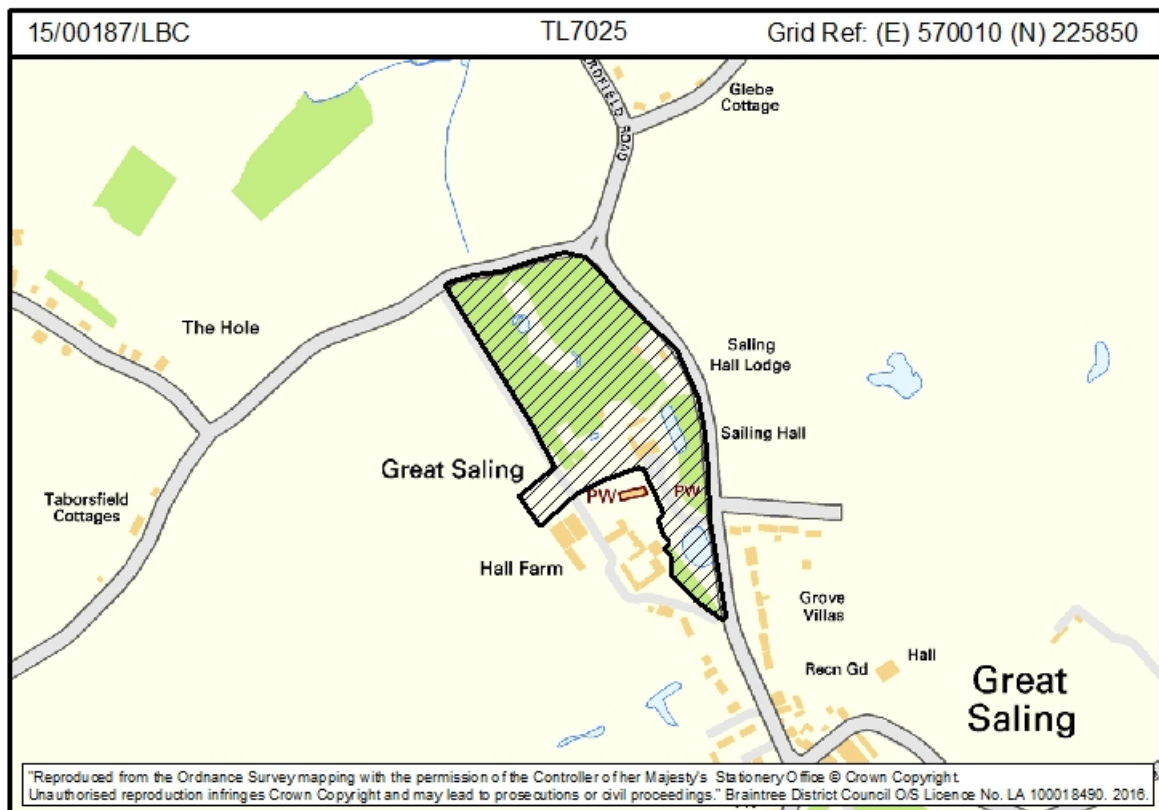 15/00187/LBC TL7025 Grid Ref: (E) 570010 (N) 225850
Glebe
Cottage
ROAD
The Hole
Saling
Hall Lodge
Sailing Hall
Great Saling
Taborsfield
Cottages
PW
PW
Hall Farm
Grove
Villas
Recn Gd
Hall
Great
Saling
"Reproduced from the Ordnance Survey mapping with the permission of the Controller of her Majesty's Stationery Office © Crown Copyright.
Unauthorised reproduction infringes Crown Copyright and may lead to prosecutions or civil proceedings." Braintree District Council O/S Licence No. LA 100018490. 2016.